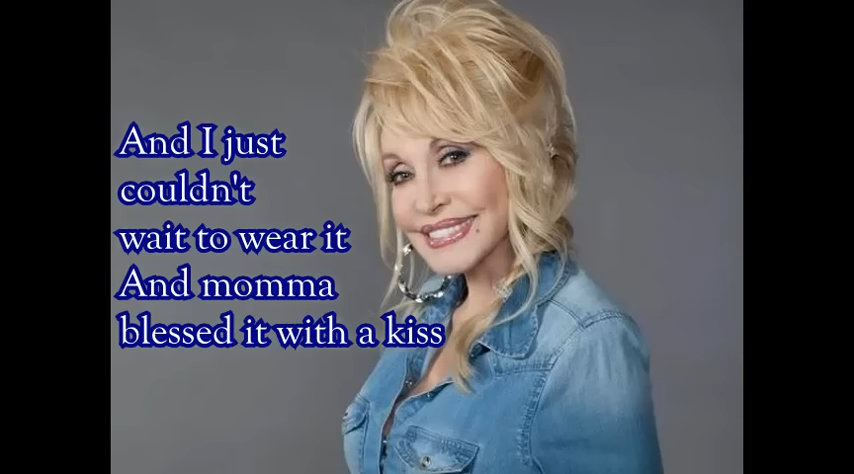 And I just
couldn't
wait to wear it
And momma
blessed it with a kiss